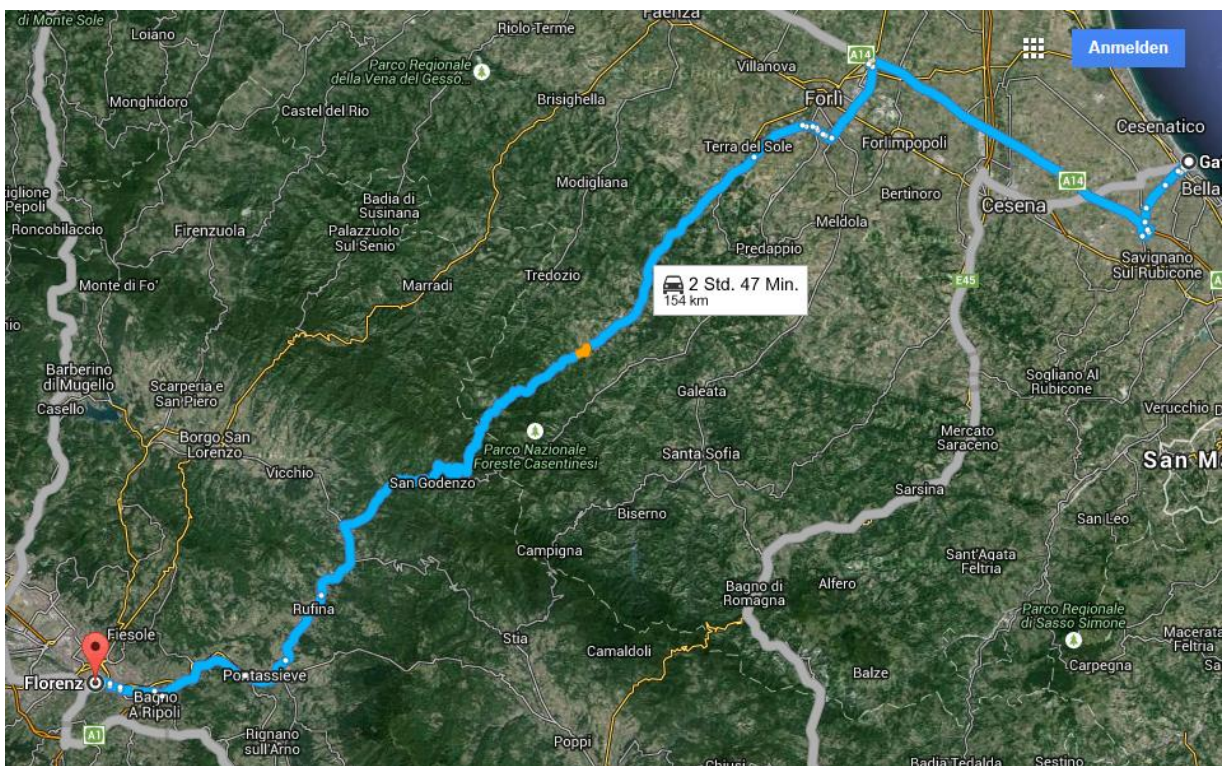 di Monte Sole
Loiano
Riolo Terme
Faenza
Parco Regionale
della Vena del Gesso...
Villanova
A14
Anmelden
Monghidoro
Castel del Rio
Brisighella
Forlì
Cesenatico
Terra del Sole
Forlimpopoli
Modigliana
A14
Bella
Bertinoro
Badia di
Susinana
Cesena
Roncobilaccio
Firenzuola
Palazzuolo
Sul Senio
Meldola
Predappio
Savignano
Sul Rubicone
Monte di Fo'
Marradi
Tredozio
2 Std. 47 Min.
154 km
E45
Barberino
di Mugello
Scarperia e
San Piero
Casello
Galeata
Sogliano Al
Rubicone
Verucchio
Borgo San
Lorenzo
Mercato
Saraceno
Vicchio
Parco Nazionale
Foreste Casentinesi
Santa Sofia
San M
San Godenzo
Sarsina
Biserno
San Leo
Campigna
Sant'Agata
Feltria
Bagno di
Romagna
Alfero
Rufina
Parco Regionale
di Sasso Simone
Fiesole
Stia
Camaldoli
Macerata
Feltria
Carpegna
Florenz
Pontassieve
Balze
Bagno
A Ripoli
A1
Rignano
sull'Arno
Poppi
Chiusi
Badia Tedalda
Sestino